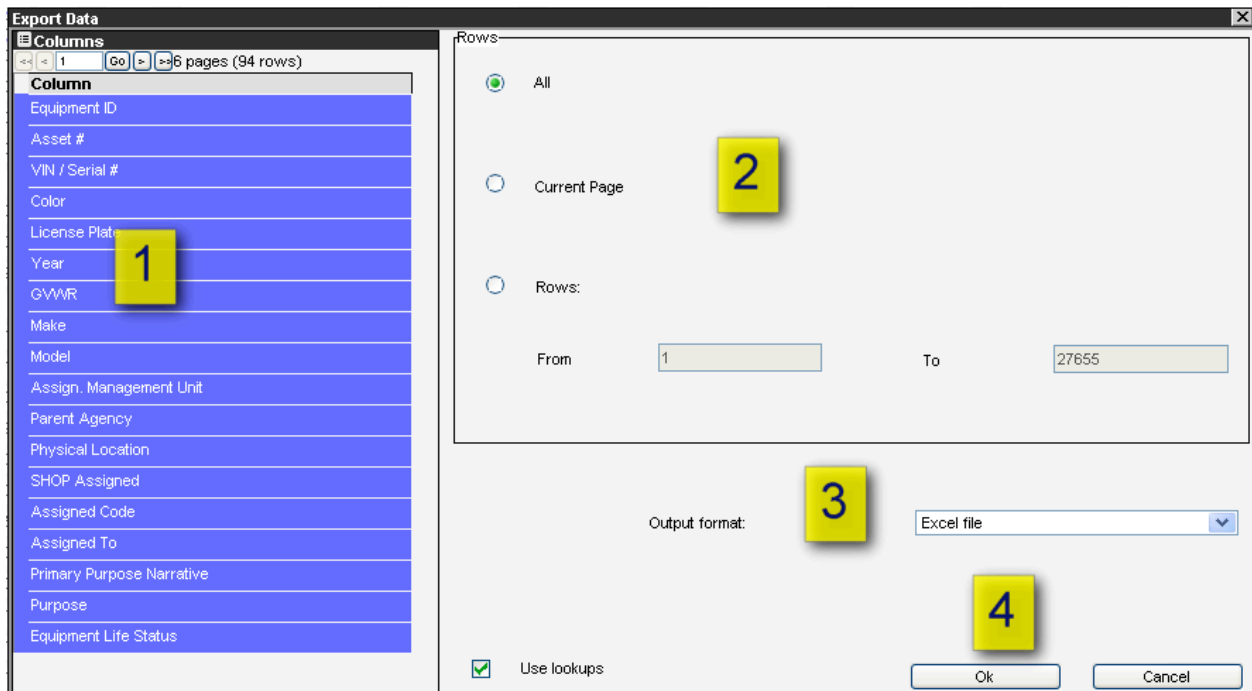 Export Data
Columns
<< < 1 Go > >> 6 pages (94 rows)
Column
Equipment ID
Asset #
VIN / Serial #
Color
License Plate
Year
GVWR
Make
Model
Assign. Management Unit
Parent Agency
Physical Location
SHOP Assigned
Assigned Code
Assigned To
Primary Purpose Narrative
Purpose
Equipment Life Status
1
Rows
All
Current Page
2
Rows:
From 1 To 27655
3
Output format: Excel file
4
Use lookups
Ok Cancel